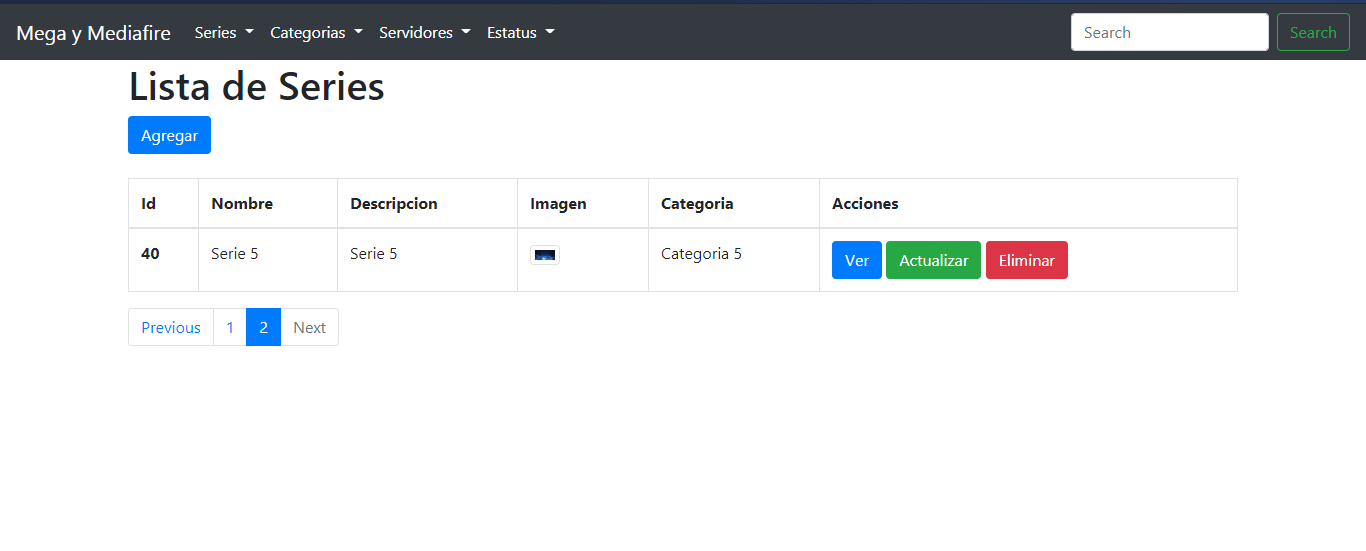 Mega y Mediafire Series Categorias Servidores Estatus Search Search
Lista de Series
Agregar
Id Nombre Descripcion Imagen Categoria Acciones
40 Serie 5 Serie 5 Categoria 5 Ver Actualizar Eliminar
Previous 1 2 Next